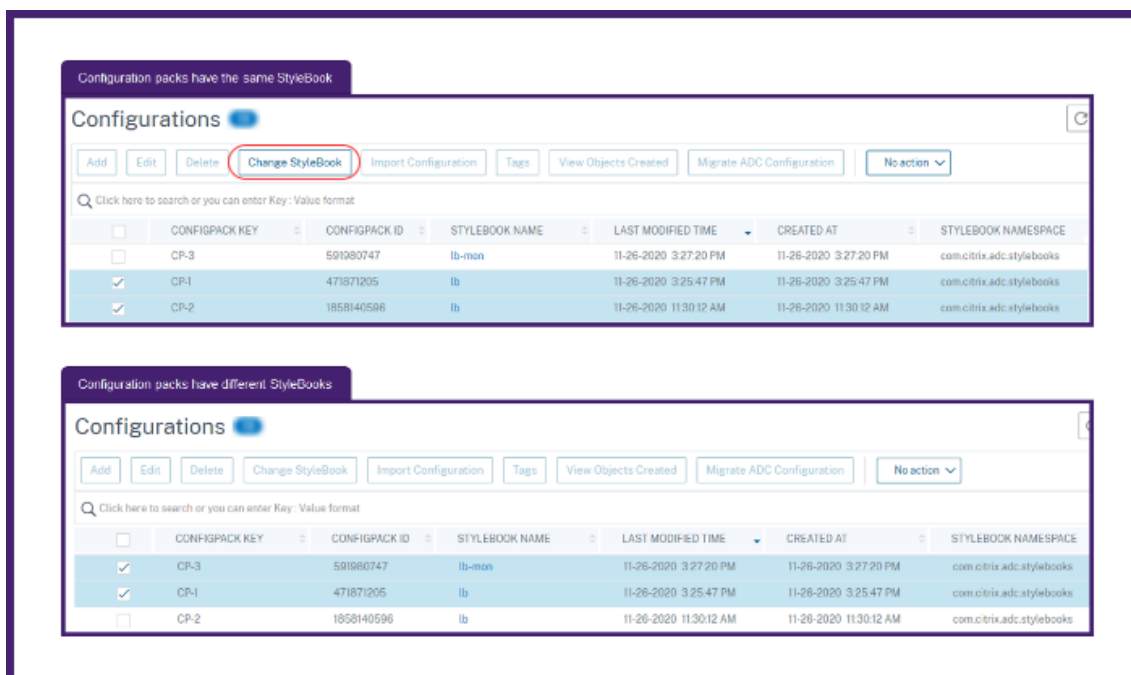 Configuration packs have the same StyleBook
Configurations
Add Edit Delete Change StyleBook Import Configuration Tags View Objects Created Migrate ADC Configuration No action
Click here to search or you can enter Key : Value format
CONFIGPACK KEY CONFIGPACK ID STYLEBOOK NAME LAST MODIFIED TIME CREATED AT STYLEBOOK NAMESPACE
CP-3 591980747 lb-mon 11-26-2020 3:27:20 PM 11-26-2020 3:27:20 PM com.citrix.adc.stylebooks
CP-1 471871205 lb 11-26-2020 3:25:47 PM 11-26-2020 3:25:47 PM com.citrix.adc.stylebooks
CP-2 1858140596 lb 11-26-2020 11:30:12 AM 11-26-2020 11:30:12 AM com.citrix.adc.stylebooks
Configuration packs have different StyleBooks
Configurations
Add Edit Delete Change StyleBook Import Configuration Tags View Objects Created Migrate ADC Configuration No action
Click here to search or you can enter Key : Value format
CONFIGPACK KEY CONFIGPACK ID STYLEBOOK NAME LAST MODIFIED TIME CREATED AT STYLEBOOK NAMESPACE
CP-3 591980747 lb-mon 11-26-2020 3:27:20 PM 11-26-2020 3:27:20 PM com.citrix.adc.stylebooks
CP-1 471871205 lb 11-26-2020 3:25:47 PM 11-26-2020 3:25:47 PM com.citrix.adc.stylebooks
CP-2 1858140596 lb 11-26-2020 11:30:12 AM 11-26-2020 11:30:12 AM com.citrix.adc.stylebooks